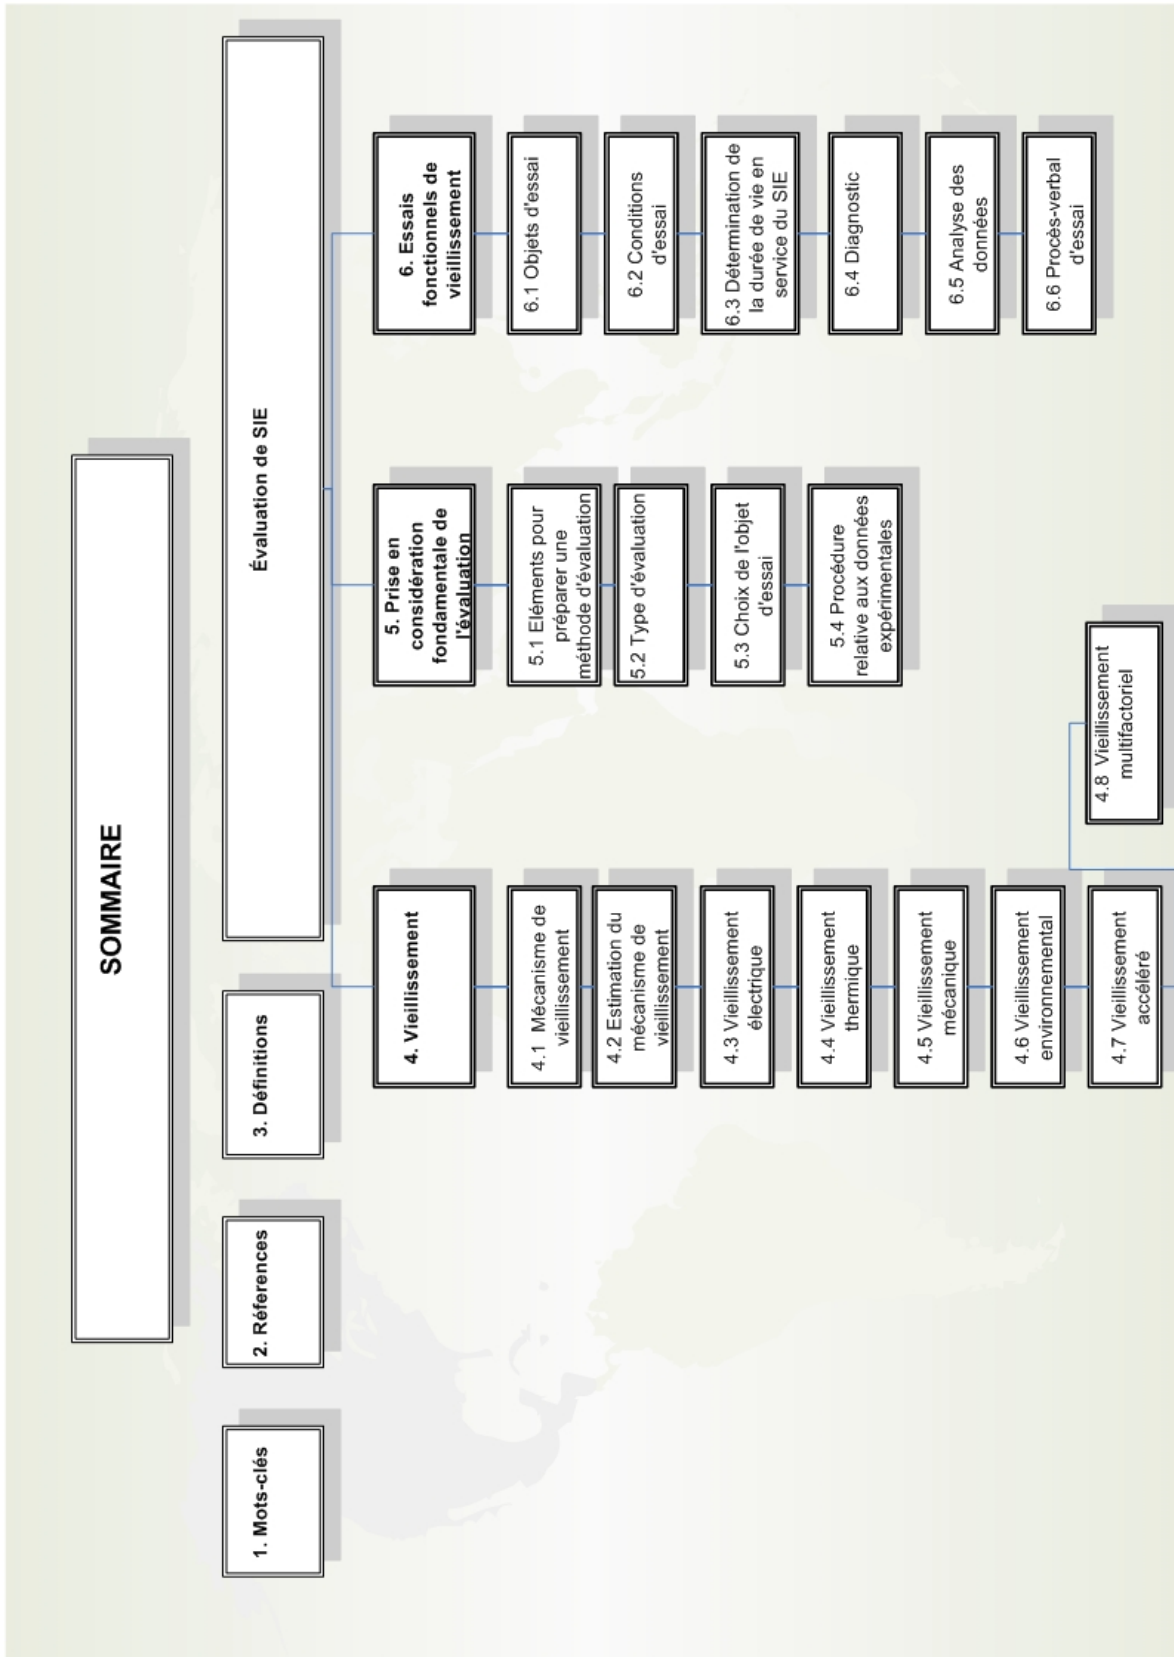 SOMMAIRE
1. Mots-clés
2. Réferences
3. Définitions
Évaluation de SIE
4. Vieillissement
4.1 Mécanisme de
vieillissement
4.2 Estimation du
mécanisme de
vieillissement
4.3 Vieillissement
électrique
4.4 Vieillissement
thermique
4.5 Vieillissement
mécanique
4.6 Vieillissement
environnemental
4.7 Vieillissement
accéléré
4.8 Vieillissement
multifactoriel
5. Prise en
considération
fondamentale de
l'évaluation
5.1 Eléments pour
préparer une
méthode d'évaluation
5.2 Type d'évaluation
5.3 Choix de l'objet
d'essai
5.4 Procédure
relative aux données
expérimentales
6. Essais
fonctionnels de
vieillissement
6.1 Objets d'essai
6.2 Conditions
d'essai
6.3 Détermination de
la durée de vie en
service du SIE
6.4 Diagnostic
6.5 Analyse des
données
6.6 Procès-verbal
d'essai